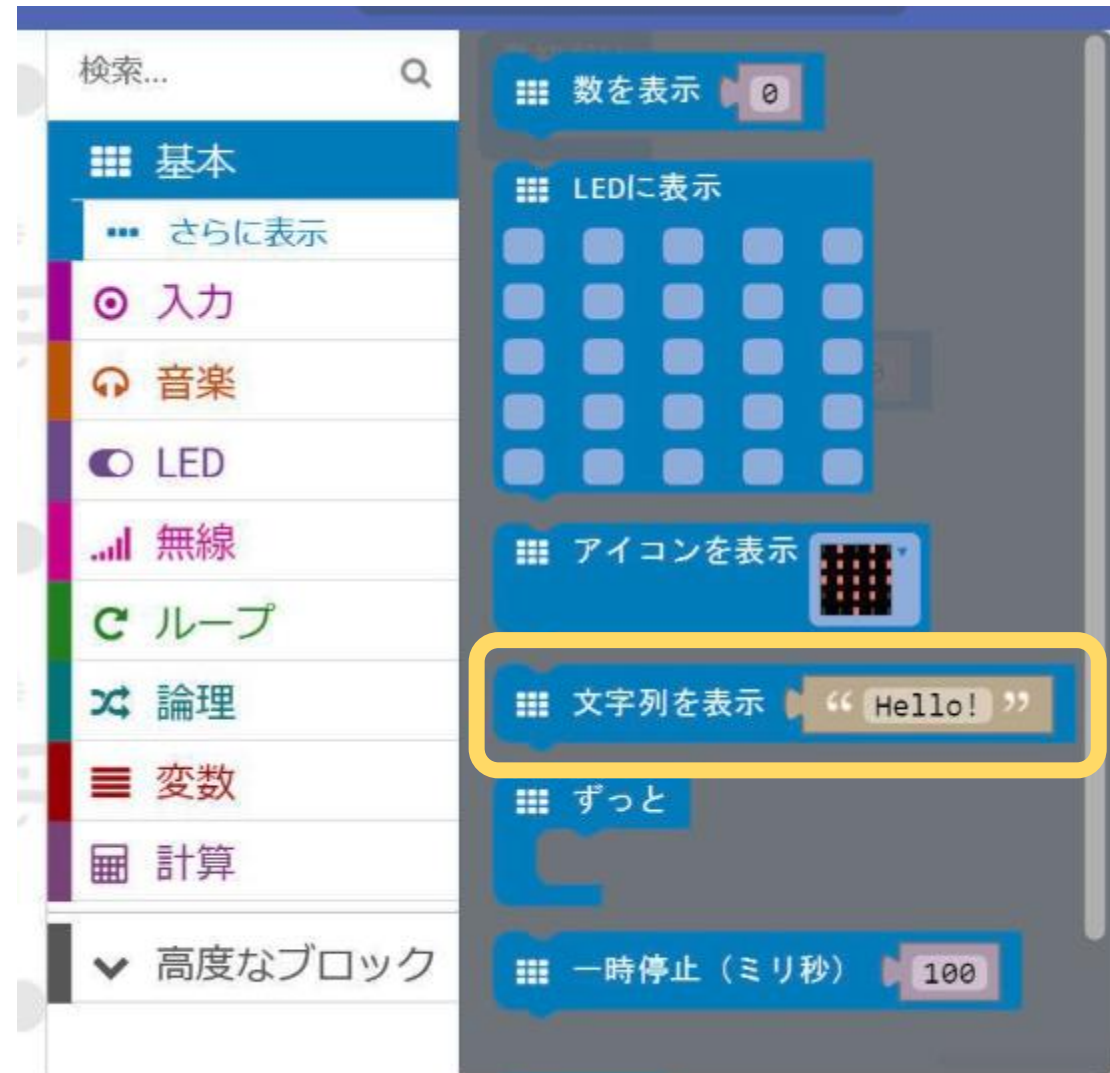 検索...
基本
さらに表示
入力
音楽
LED
無線
ループ
論理
変数
計算
高度なブロック
数を表示 0
LEDに表示
アイコンを表示
文字列を表示 “ Hello! ”
ずっと
一時停止（ミリ秒） 100